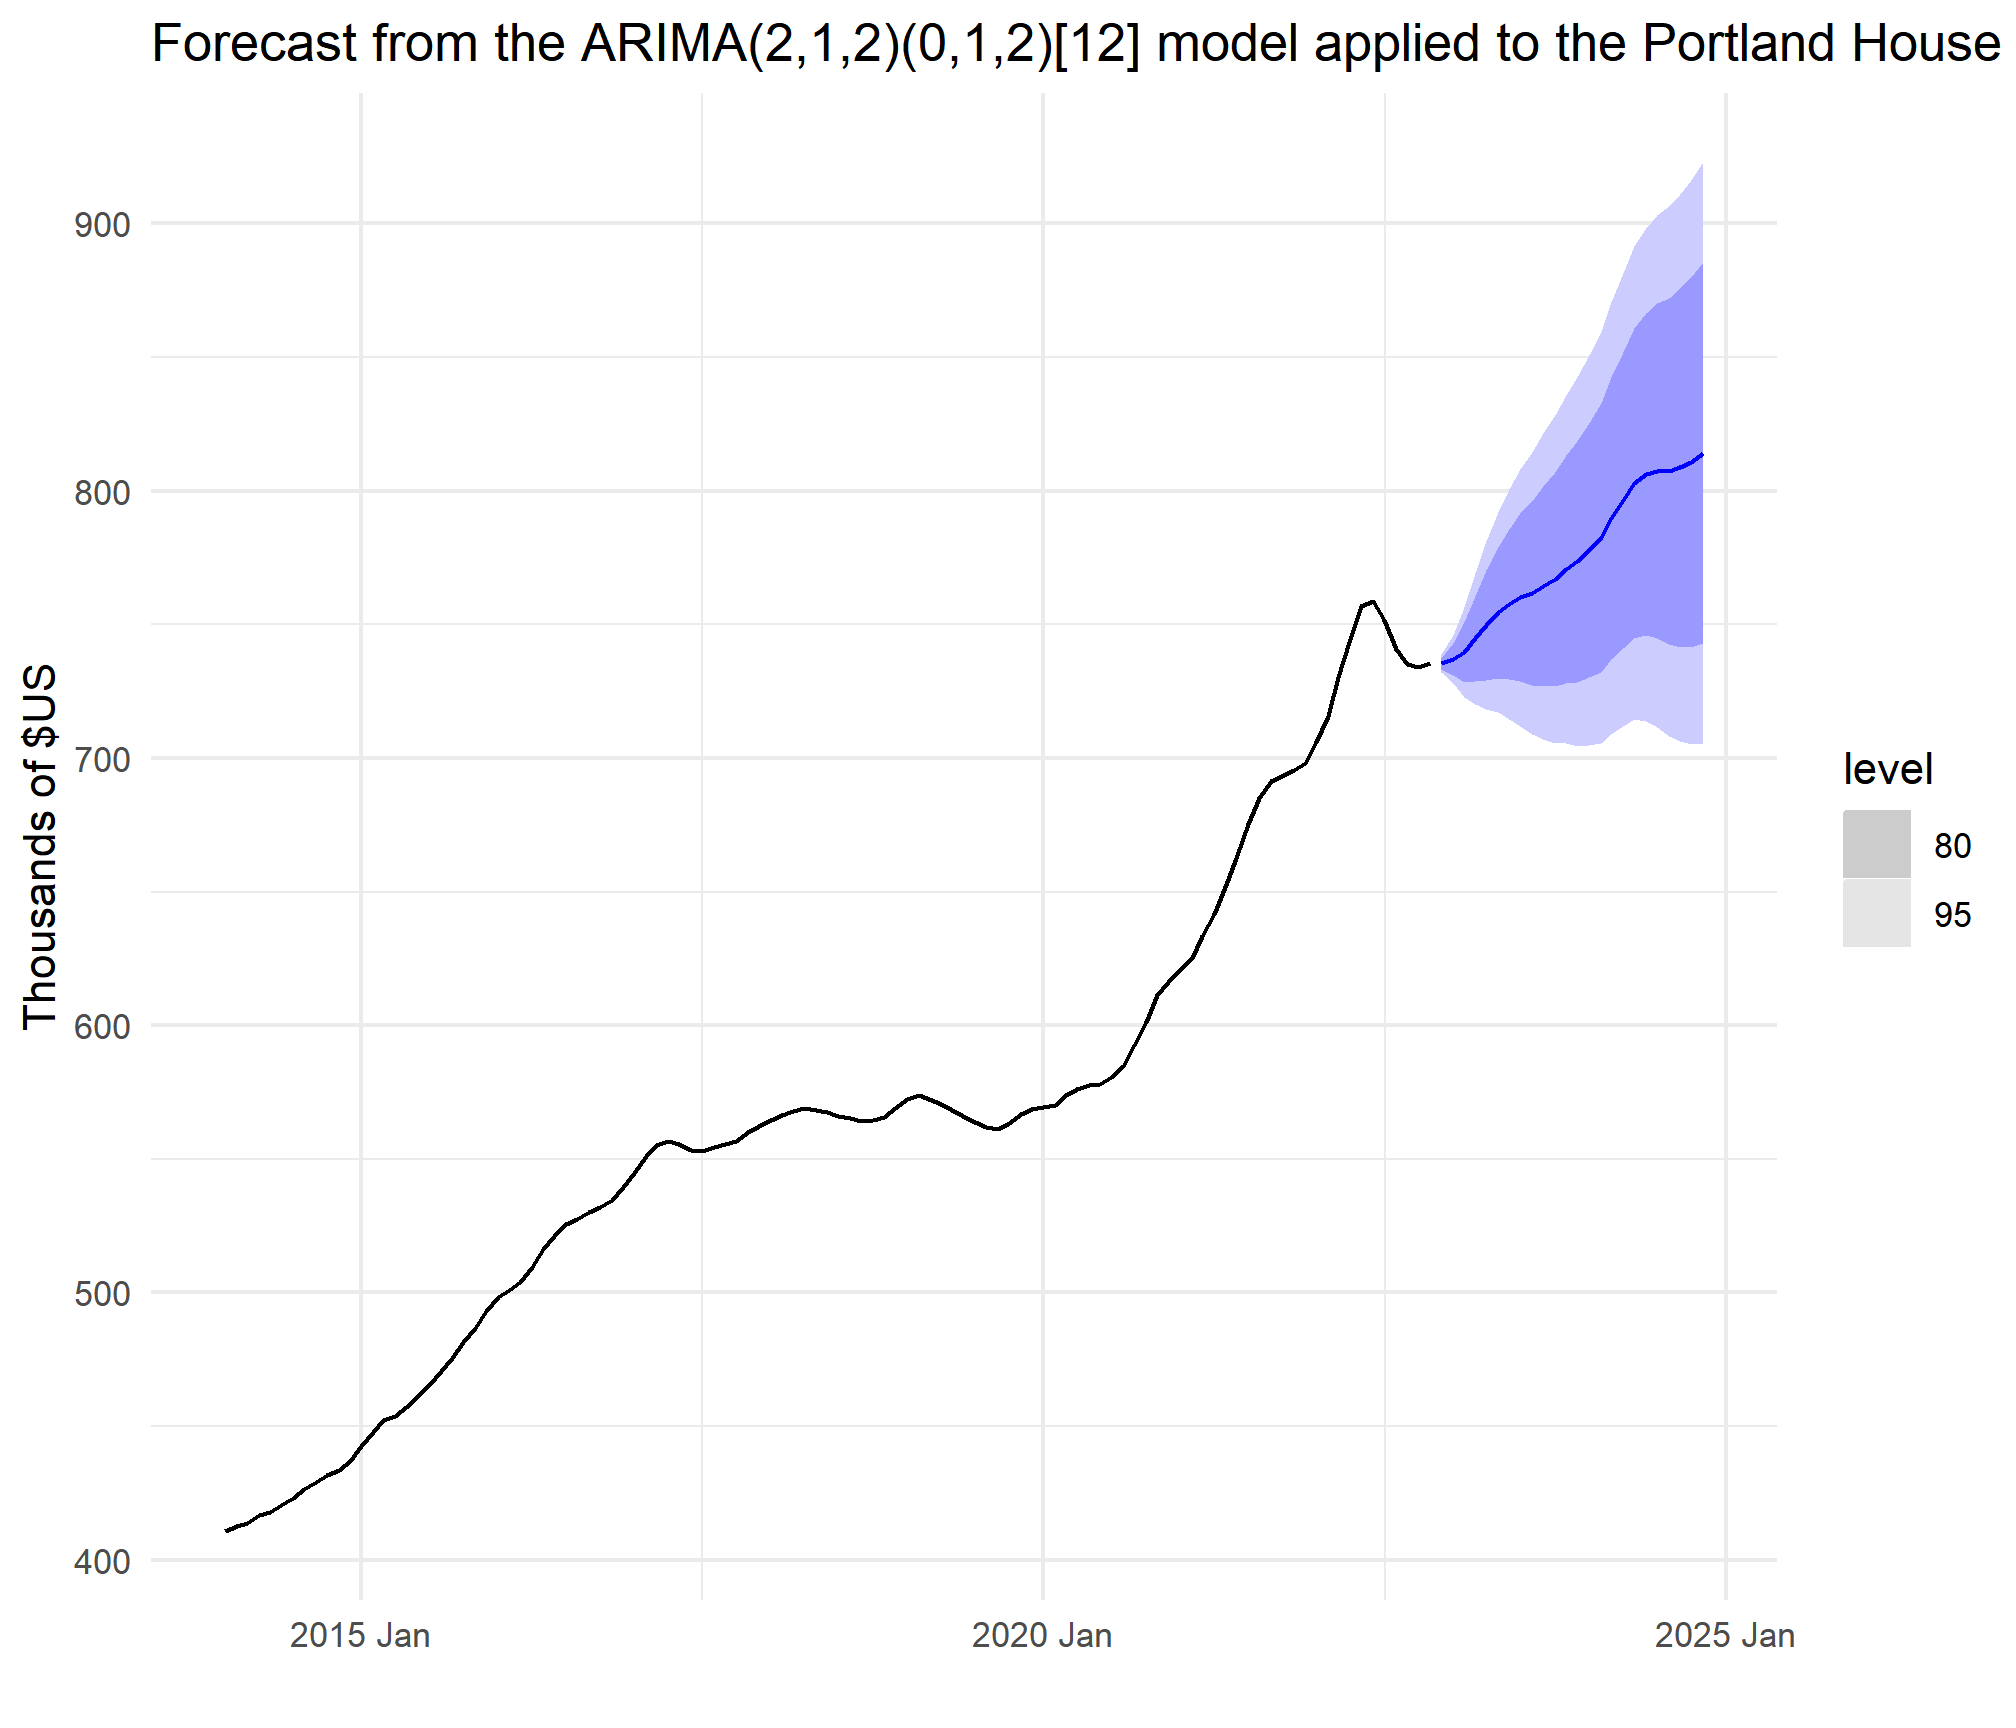 Forecast from the ARIMA(2,1,2)(0,1,2)[12] model applied to the Portland House
Thousands of $US
900
800
700
600
500
400
2015 Jan
2020 Jan
2025 Jan
level
80
95